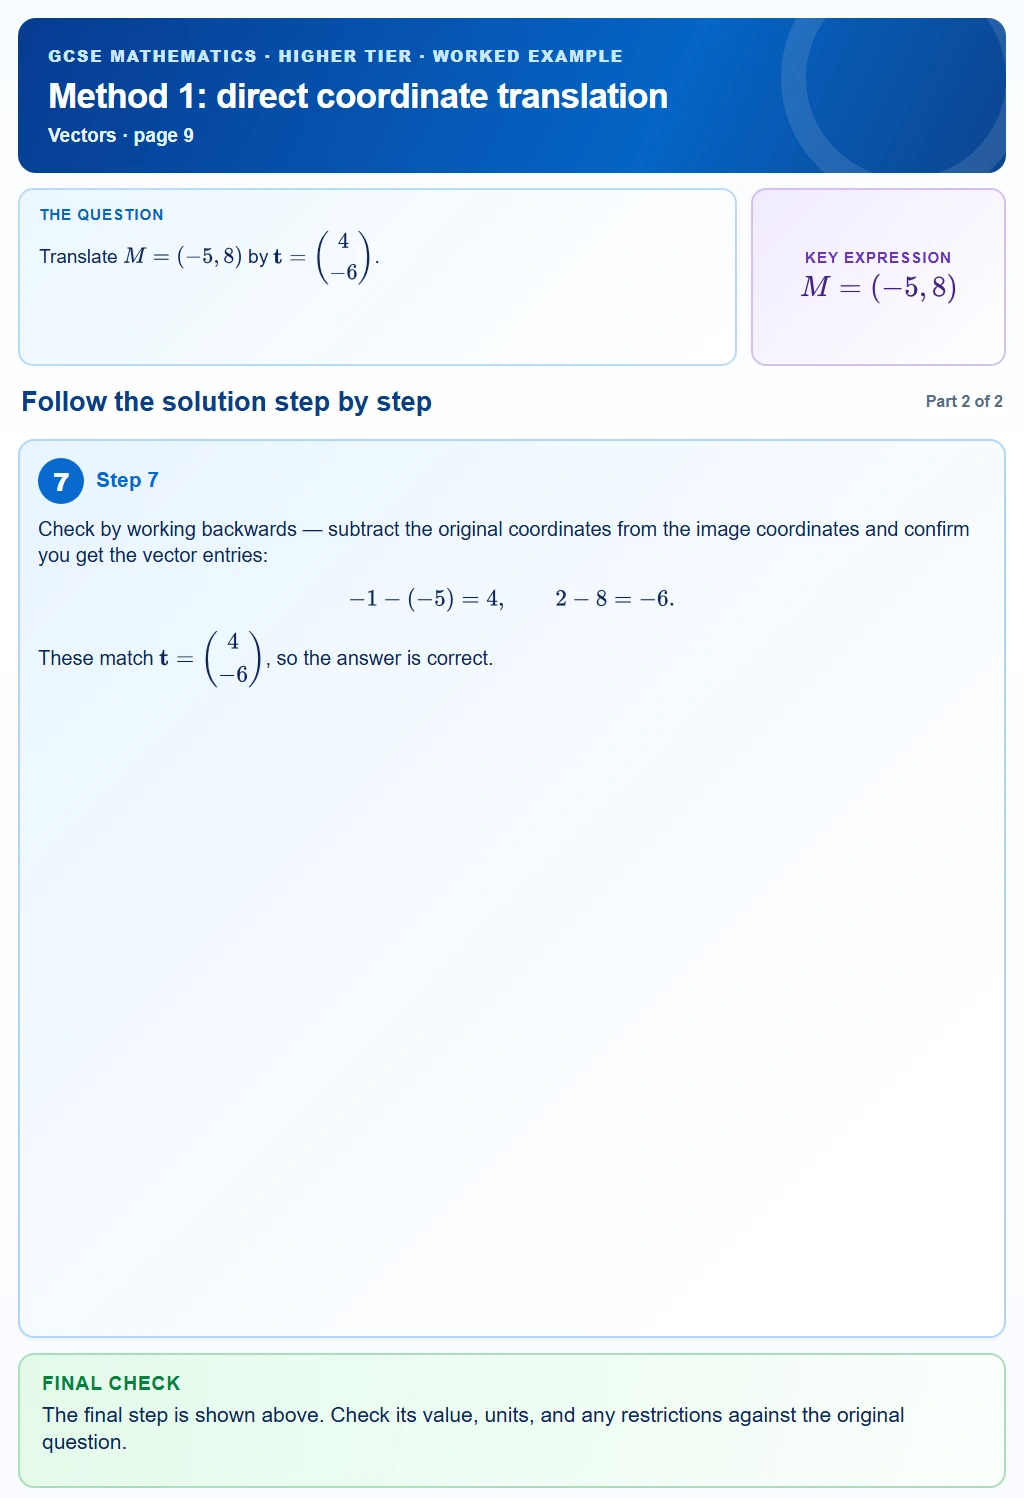 GCSE MATHEMATICS · HIGHER TIER · WORKED EXAMPLE
Method 1: direct coordinate translation
Vectors · page 9
THE QUESTION
Translate M = (−5, 8) by t = (4 −6).
KEY EXPRESSION
M = (−5, 8)
Follow the solution step by step
Part 2 of 2
7 Step 7
Check by working backwards — subtract the original coordinates from the image coordinates and confirm
you get the vector entries:
−1 − (−5) = 4, 2 − 8 = −6.
These match t = (4 −6), so the answer is correct.
FINAL CHECK
The final step is shown above. Check its value, units, and any restrictions against the original
question.